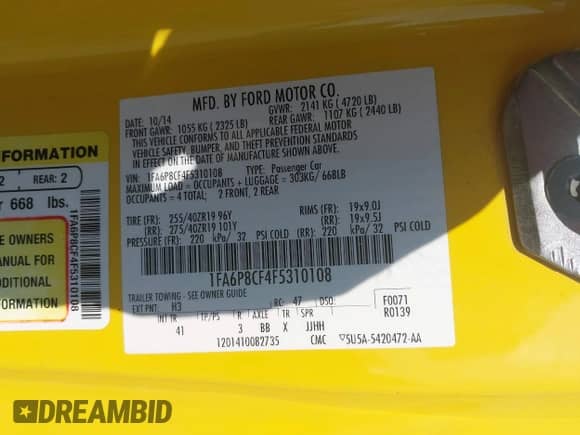 MFD. BY FORD MOTOR CO.
DATE: 10/14 GVWR: 2141 KG ( 4720 LB)
FRONT GAWR: 1055 KG ( 2325 LB) REAR GAWR: 1107 KG ( 2440 LB)
THIS VEHICLE CONFORMS TO ALL APPLICABLE FEDERAL MOTOR
VEHICLE SAFETY, BUMPER, AND THEFT PREVENTION STANDARDS
IN EFFECT ON THE DATE OF MANUFACTURE SHOWN ABOVE.
VIN: 1FA6P8CF4F5310108 Type: Passenger Car
MAXIMUM LOAD = OCCUPANTS + LUGGAGE = 303KG/ 668LB
OCCUPANTS = 4 TOTAL; 2 FRONT, 2 REAR
TIRE (FR): 255/40ZR19 96Y RIMS (FR): 19x9.0J
(RR): 275/40ZR19 101Y (RR): 19x9.5J
PRESSURE (FR): 220 kPa/ 32 PSI COLD (RR): 220 kPa/ 32 PSI COLD
1FA6P8CF4F5310108
TRAILER TOWING - SEE OWNER GUIDE
EXT PNT: H3 RC: 47 DSO: F0071
INT TR TP/PS R AXLE TR SPR R0139
41 3 BB X JJHH
1201410082735 CMC ▽5U5A-5420472-AA
FORMATION
2 REAR: 2
r 668 lbs.
E OWNERS
MANUAL FOR
ADDITIONAL
FORMATION
1FA6P8CF4F5310108
DREAMBID